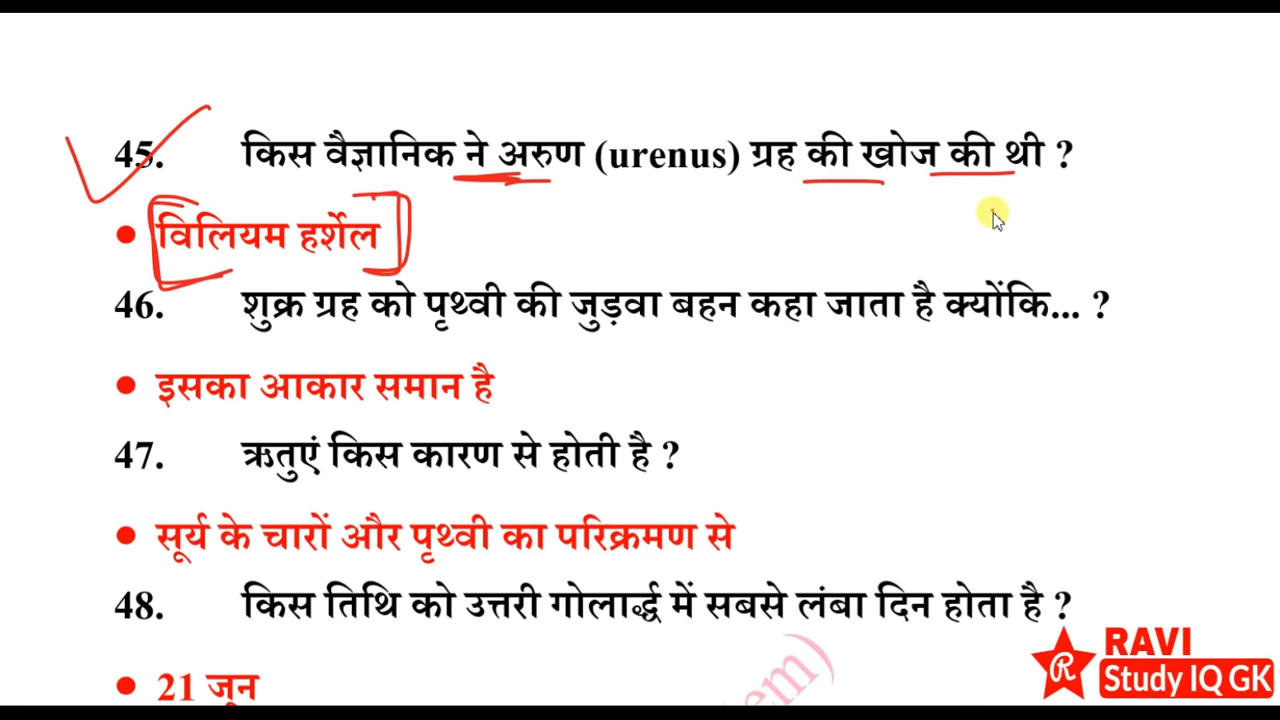 45. किस वैज्ञानिक ने अरुण (urenus) ग्रह की खोज की थी ?
• विलियम हर्शेल
46. शुक्र ग्रह को पृथ्वी की जुड़वा बहन कहा जाता है क्योंकि... ?
• इसका आकार समान है
47. ऋतुएं किस कारण से होती है ?
• सूर्य के चारों और पृथ्वी का परिक्रमण से
48. किस तिथि को उत्तरी गोलार्द्ध में सबसे लंबा दिन होता है ?
• 21 जून
em)
R
RAVI
Study IQ GK